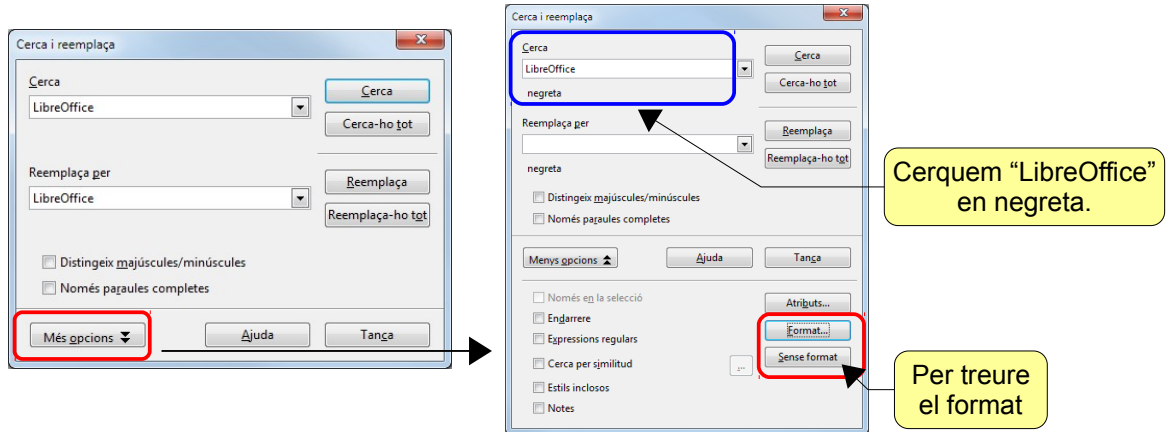 Cerca i reemplaça
Cerca
LibreOffice
Cerca
Cerca-ho tot
Reemplaça per
LibreOffice
Reemplaça
Reemplaça-ho tot
Distingeix majúscules/minúscules
Només paraules completes
Més opcions
Ajuda
Tanca
Cerca i reemplaça
Cerca
LibreOffice
negreta
Cerca
Cerca-ho tot
Reemplaça per
negreta
Reemplaça
Reemplaça-ho tot
Distingeix majúscules/minúscules
Només paraules completes
Menys opcions
Ajuda
Tanca
Només en la selecció
Endarrere
Expressions regulars
Cerca per similitud
...
Estils inclosos
Notes
Atributs...
Format...
Sense format
Cerquem “LibreOffice”
en negreta.
Per treure
el format